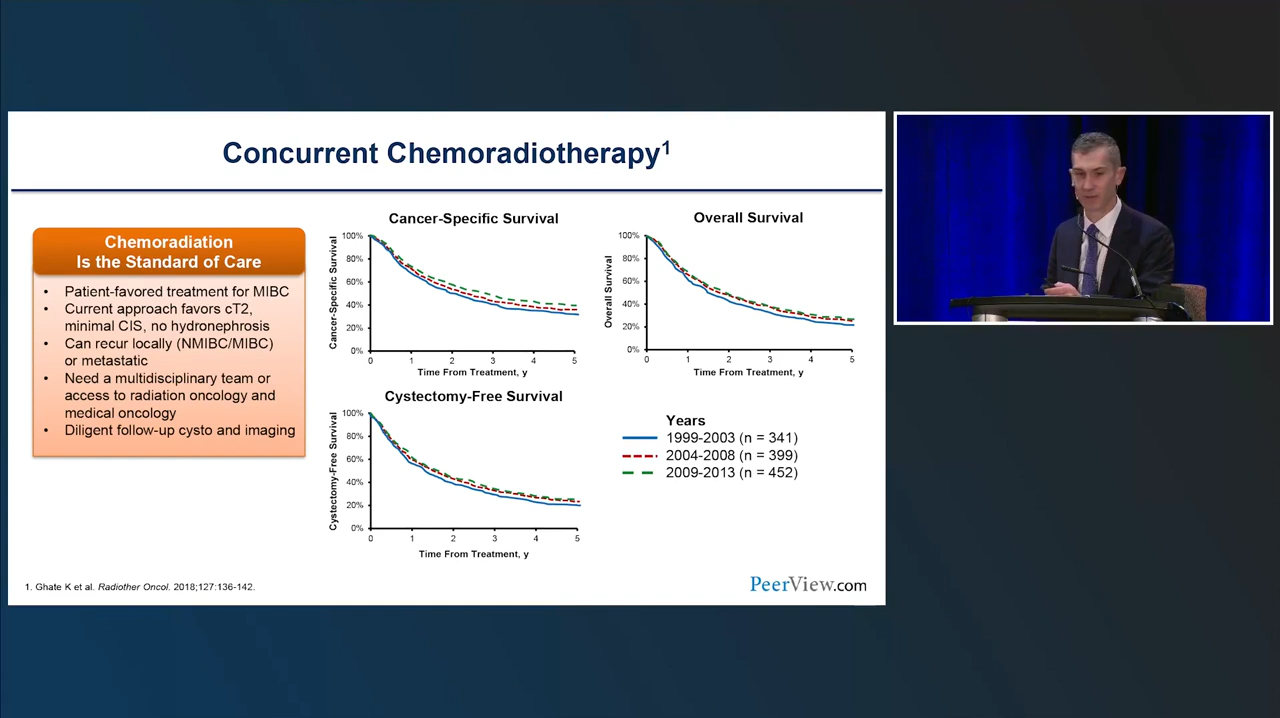 Concurrent Chemoradiotherapy1
Chemoradiation
Is the Standard of Care
• Patient-favored treatment for MIBC
• Current approach favors cT2,
minimal CIS, no hydronephrosis
• Can recur locally (NMIBC/MIBC)
or metastatic
• Need a multidisciplinary team or
access to radiation oncology and
medical oncology
• Diligent follow-up cysto and imaging
Cancer-Specific Survival
Cancer-Specific Survival
100%
80%
60%
40%
20%
0%
0 1 2 3 4 5
Time From Treatment, y
Overall Survival
Overall Survival
100%
80%
60%
40%
20%
0%
0 1 2 3 4 5
Time From Treatment, y
Cystectomy-Free Survival
Cystectomy-Free Survival
100%
80%
60%
40%
20%
0%
0 1 2 3 4 5
Time From Treatment, y
Years
1999-2003 (n = 341)
2004-2008 (n = 399)
2009-2013 (n = 452)
1. Ghate K et al. Radiother Oncol. 2018;127:136-142.
PeerView.com